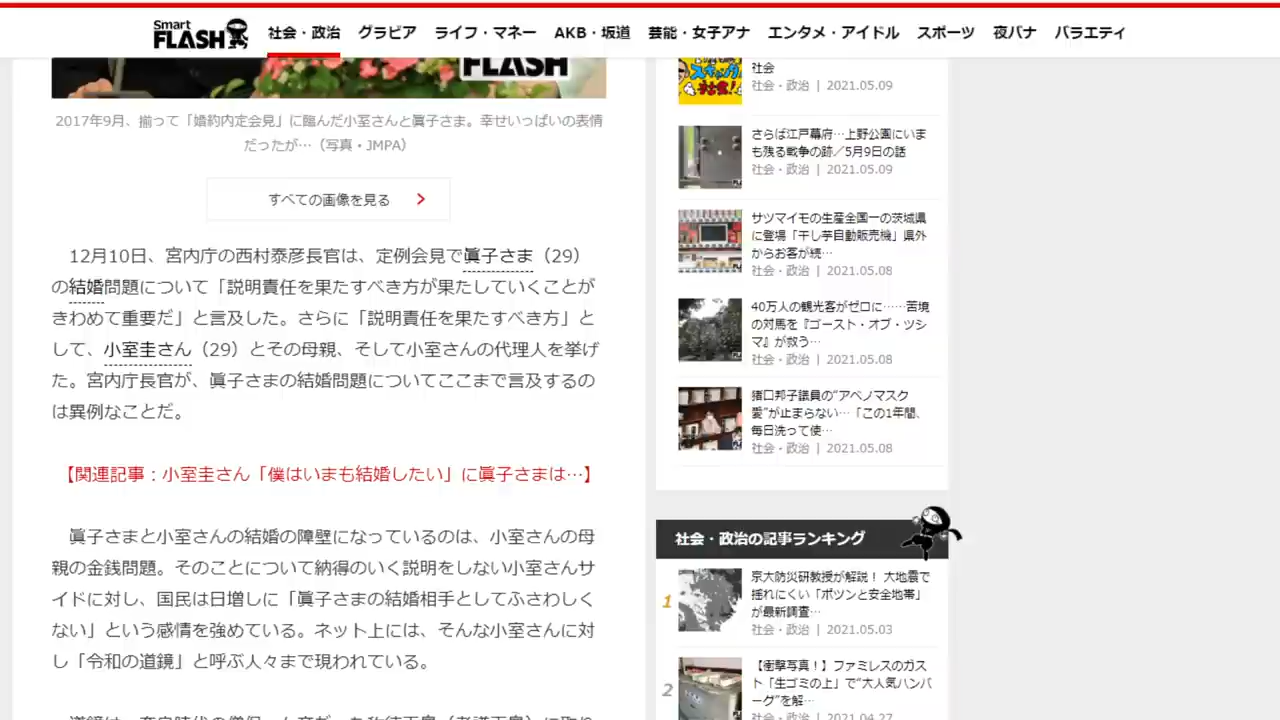 Smart
FLASH
社会・政治 グラビア ライフ・マネー AKB・坂道 芸能・女子アナ エンタメ・アイドル スポーツ 夜バナ バラエティ
FLASH
2017年9月、揃って「婚約内定会見」に臨んだ小室さんと眞子さま。幸せいっぱいの表情
だったが…（写真・JMPA）
すべての画像を見る
12月10日、宮内庁の西村泰彦長官は、定例会見で眞子さま（29）
の結婚問題について「説明責任を果たすべき方が果たしていくことが
きわめて重要だ」と言及した。さらに「説明責任を果たすべき方」と
して、小室圭さん（29）とその母親、そして小室さんの代理人を挙げ
た。宮内庁長官が、眞子さまの結婚問題についてここまで言及するの
は異例なことだ。
【関連記事：小室圭さん「僕はいまも結婚したい」に眞子さまは…】
眞子さまと小室さんの結婚の障壁になっているのは、小室さんの母
親の金銭問題。そのことについて納得のいく説明をしない小室さんサ
イドに対し、国民は日増しに「眞子さまの結婚相手としてふさわしく
ない」という感情を強めている。ネット上には、そんな小室さんに対
し「令和の道鏡」と呼ぶ人々まで現われている。
社会
社会・政治 | 2021.05.09
さらば江戸幕府…上野公園にいま
も残る戦争の跡／5月9日の話
社会・政治 | 2021.05.09
サツマイモの生産全国一の茨城県
に登場「干し芋自動販売機」県外
からお客が続…
社会・政治 | 2021.05.08
40万人の観光客がゼロに……苦境
の対馬を『ゴースト・オブ・ツシ
マ』が救う…
社会・政治 | 2021.05.08
猪口邦子議員の“アベノマスク
愛”が止まらない…「この1年間、
毎日洗って使…
社会・政治 | 2021.05.08
社会・政治の記事ランキング
1
京大防災研教授が解説！ 大地震で
揺れにくい「ポツンと安全地帯」
が最新調査…
社会・政治 | 2021.05.03
2
【衝撃写真！】ファミレスのガス
ト「生ゴミの上」で“大人気ハンバ
ーグ”を解…
社会・政治 | 2021.04.27